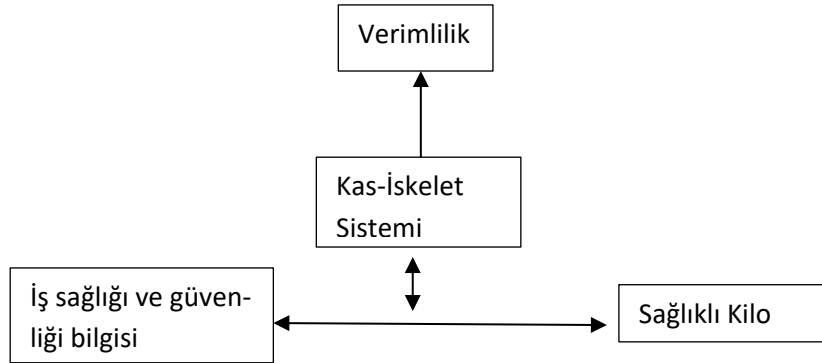 Verimlilik
Kas-İskelet
Sistemi
İş sağlığı ve güven-
liği bilgisi
Sağlıklı Kilo